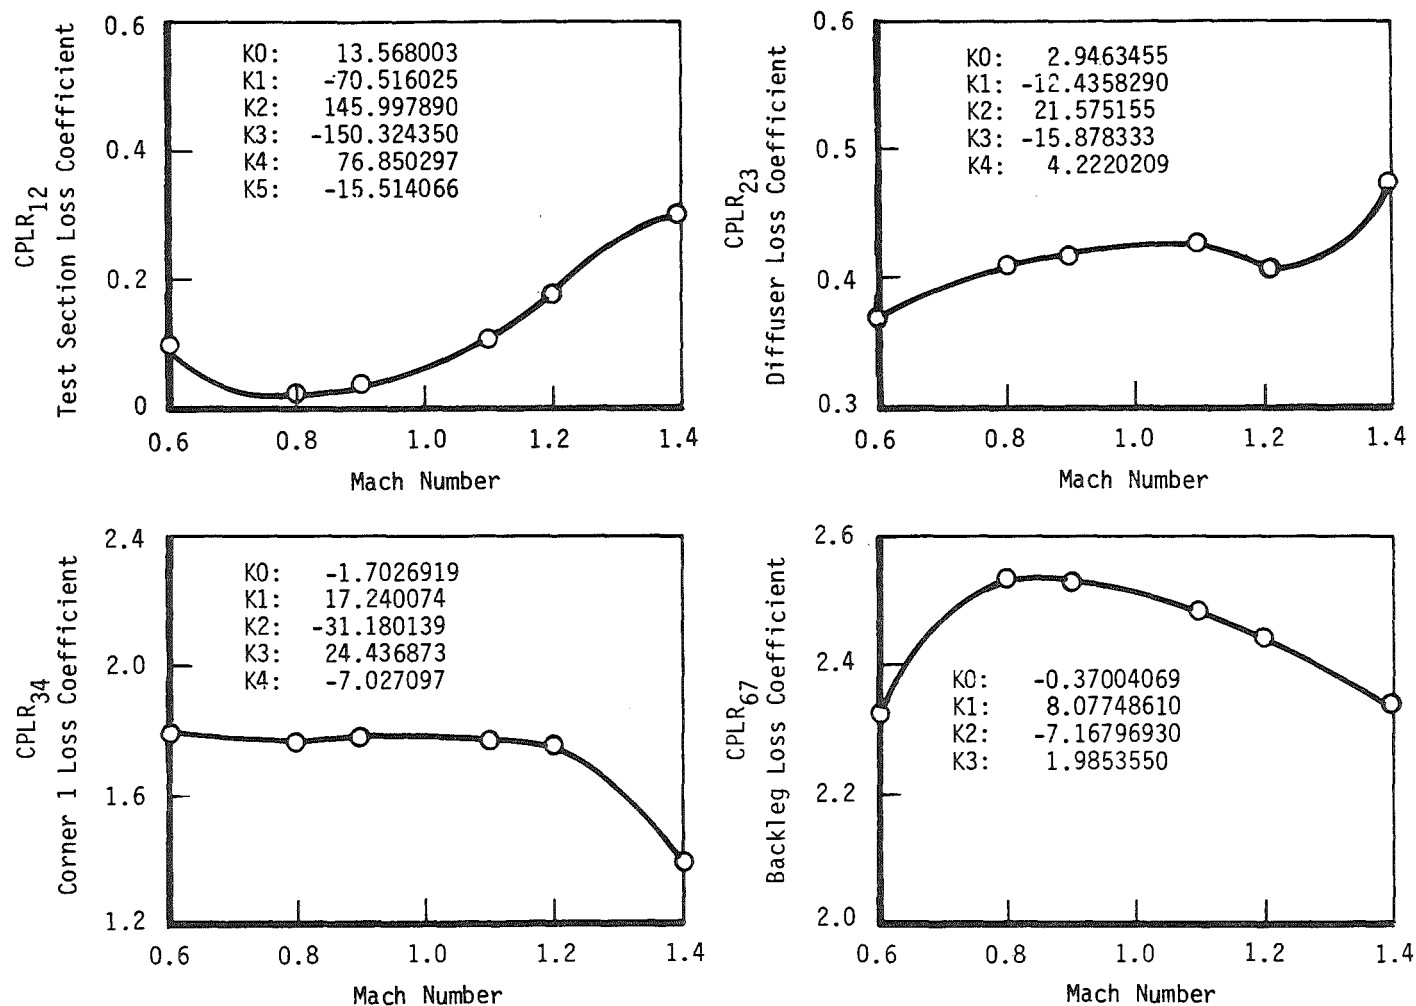 CPLR12
Test Section Loss Coefficient
0.6
0.4
0.2
0
K0: 13.568003
K1: -70.516025
K2: 145.997890
K3: -150.324350
K4: 76.850297
K5: -15.514066
0.6 0.8 1.0 1.2 1.4
Mach Number
CPLR23
Diffuser Loss Coefficient
0.6
0.5
0.4
0.3
K0: 2.9463455
K1: -12.4358290
K2: 21.575155
K3: -15.878333
K4: 4.2220209
0.6 0.8 1.0 1.2 1.4
Mach Number
CPLR34
Corner 1 Loss Coefficient
2.4
2.0
1.6
1.2
K0: -1.7026919
K1: 17.240074
K2: -31.180139
K3: 24.436873
K4: -7.027097
0.6 0.8 1.0 1.2 1.4
Mach Number
CPLR67
Backleg Loss Coefficient
2.6
2.4
2.2
2.0
K0: -0.37004069
K1: 8.07748610
K2: -7.16796930
K3: 1.9853550
0.6 0.8 1.0 1.2 1.4
Mach Number